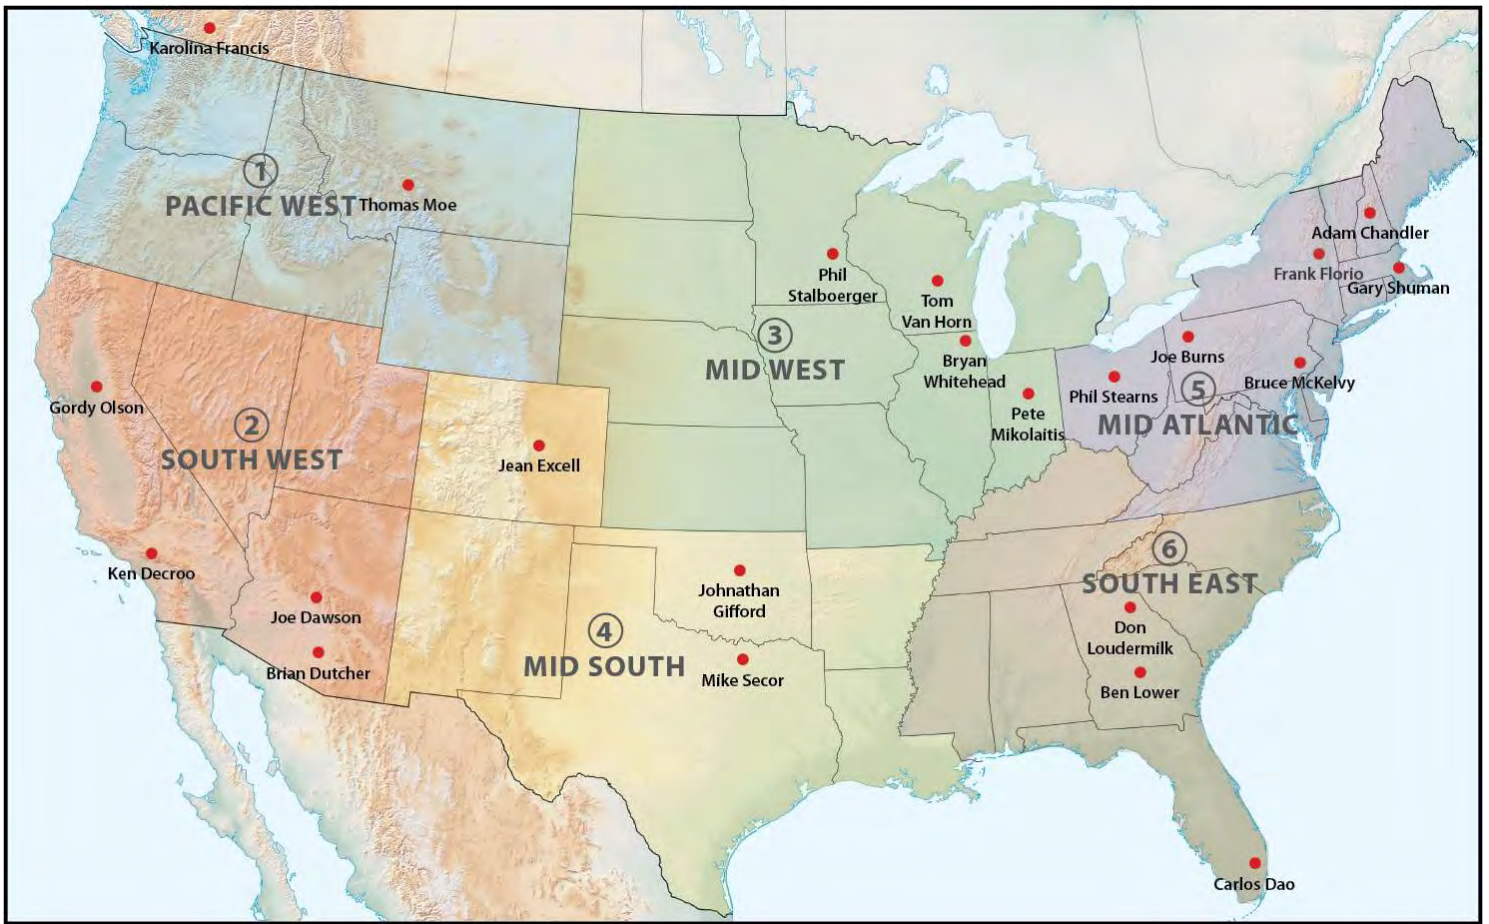 Karolina Francis
1
PACIFIC WEST
Thomas Moe
Adam Chandler
Frank Florio
Gary Shuman
Phil
Stalboerger
Tom
Van Horn
3
MID WEST
Bryan
Whitehead
Pete
Mikolaitis
Joe Burns
Phil Stearns
Bruce McKelvy
5
MID ATLANTIC
Gordy Olson
2
SOUTH WEST
Jean Excell
Ken Decroo
Joe Dawson
Brian Dutcher
Johnathan
Gifford
4
MID SOUTH
Mike Secor
6
SOUTH EAST
Don
Loudermilk
Ben Lower
Carlos Dao